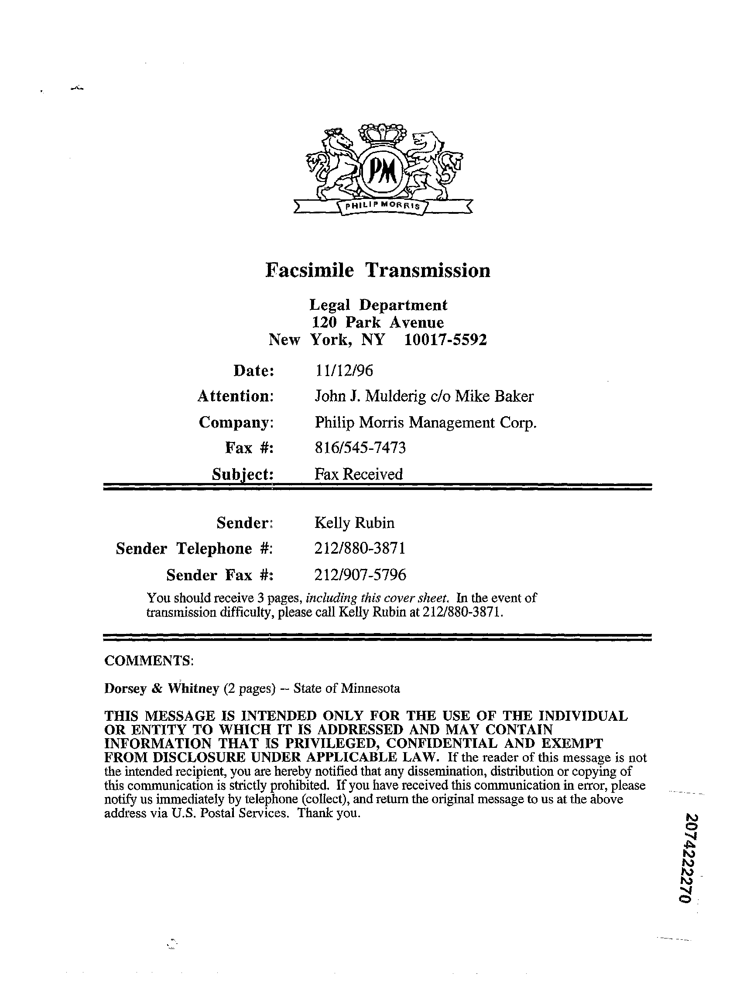 PM
PHILIP MORRIS
Facsimile Transmission
Legal Department
120 Park Avenue
New York, NY 10017-5592
Date: 11/12/96
Attention: John J. Mulderig c/o Mike Baker
Company: Philip Morris Management Corp.
Fax #: 816/545-7473
Subject: Fax Received
Sender: Kelly Rubin
Sender Telephone #: 212/880-3871
Sender Fax #: 212/907-5796
You should receive 3 pages, including this cover sheet. In the event of
transmission difficulty, please call Kelly Rubin at 212/880-3871.
COMMENTS:
Dorsey & Whitney (2 pages) -- State of Minnesota
THIS MESSAGE IS INTENDED ONLY FOR THE USE OF THE INDIVIDUAL
OR ENTITY TO WHICH IT IS ADDRESSED AND MAY CONTAIN
INFORMATION THAT IS PRIVILEGED, CONFIDENTIAL AND EXEMPT
FROM DISCLOSURE UNDER APPLICABLE LAW. If the reader of this message is not
the intended recipient, you are hereby notified that any dissemination, distribution or copying of
this communication is strictly prohibited. If you have received this communication in error, please
notify us immediately by telephone (collect), and return the original message to us at the above
address via U.S. Postal Services. Thank you.
2074222270